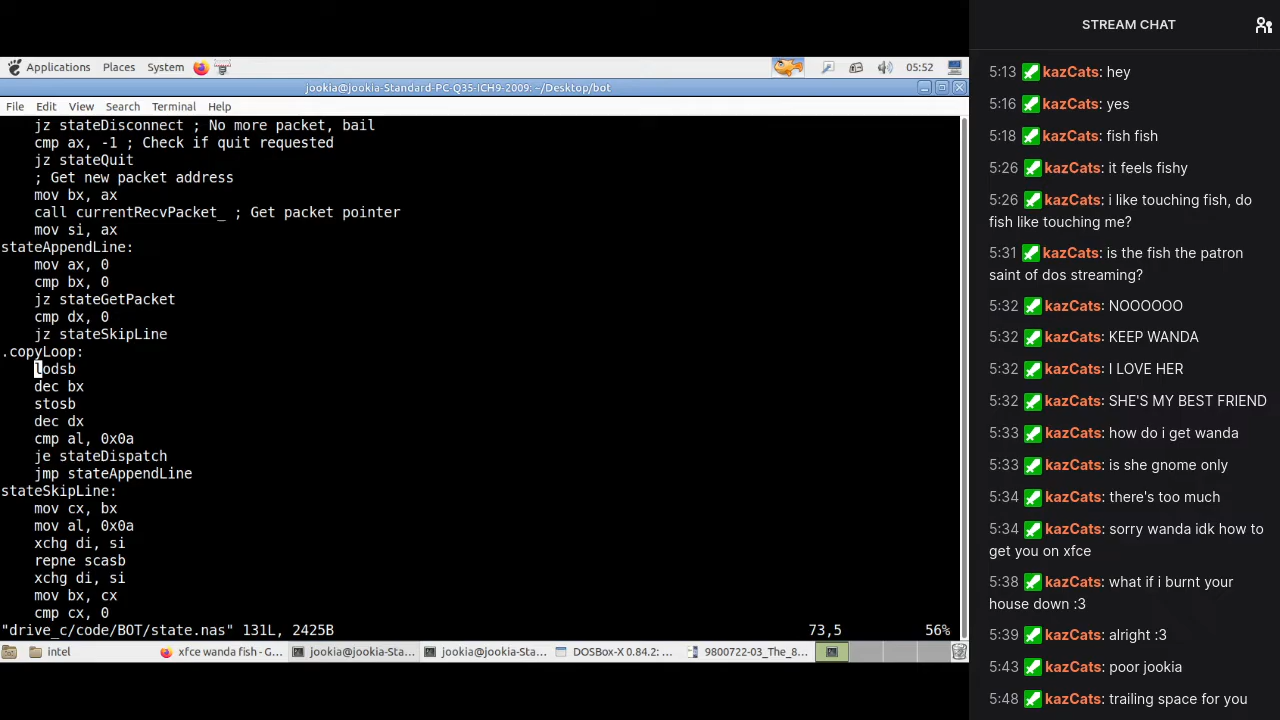 Applications Places System 05:52
jookia@jookia-Standard-PC-Q35-ICH9-2009: ~/Desktop/bot
File Edit View Search Terminal Help
jz stateDisconnect ; No more packet, bail
cmp ax, -1 ; Check if quit requested
jz stateQuit
; Get new packet address
mov bx, ax
call currentRecvPacket_ ; Get packet pointer
mov si, ax
stateAppendLine:
mov ax, 0
cmp bx, 0
jz stateGetPacket
cmp dx, 0
jz stateSkipLine
.copyLoop:
lodsb
dec bx
stosb
dec dx
cmp al, 0x0a
je stateDispatch
jmp stateAppendLine
stateSkipLine:
mov cx, bx
mov al, 0x0a
xchg di, si
repne scasb
xchg di, si
mov bx, cx
cmp cx, 0
"drive_c/code/BOT/state.nas" 131L, 2425B 73,5 56%
intel xfce wanda fish - G... jookia@jookia-Sta... jookia@jookia-Sta... DOSBox-X 0.84.2: ... 9800722-03_The_8...
STREAM CHAT
5:13 kazCats: hey
5:16 kazCats: yes
5:18 kazCats: fish fish
5:26 kazCats: it feels fishy
5:26 kazCats: i like touching fish, do
fish like touching me?
5:31 kazCats: is the fish the patron
saint of dos streaming?
5:32 kazCats: NOOOOOO
5:32 kazCats: KEEP WANDA
5:32 kazCats: I LOVE HER
5:32 kazCats: SHE'S MY BEST FRIEND
5:33 kazCats: how do i get wanda
5:33 kazCats: is she gnome only
5:34 kazCats: there's too much
5:34 kazCats: sorry wanda idk how to
get you on xfce
5:38 kazCats: what if i burnt your
house down :3
5:39 kazCats: alright :3
5:43 kazCats: poor jookia
5:48 kazCats: trailing space for you